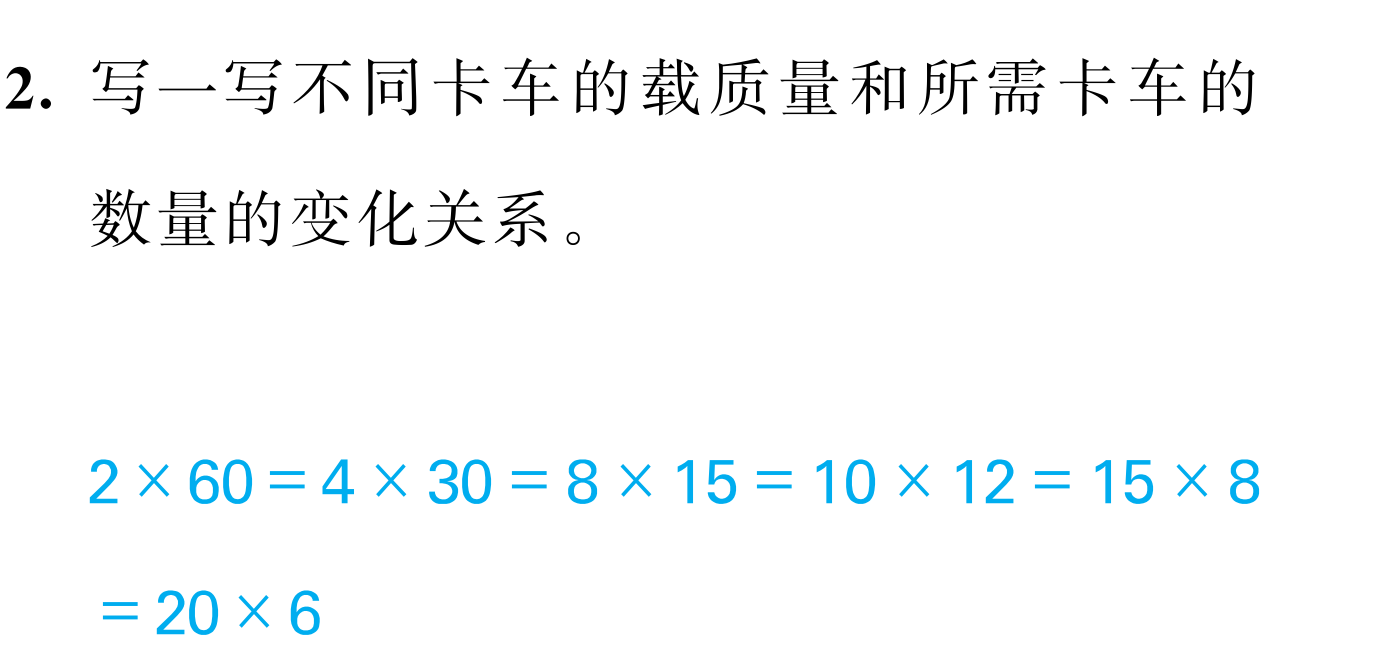 2. 写一写不同卡车的载质量和所需卡车的
数量的变化关系。
2 × 60 = 4 × 30 = 8 × 15 = 10 × 12 = 15 × 8
= 20 × 6